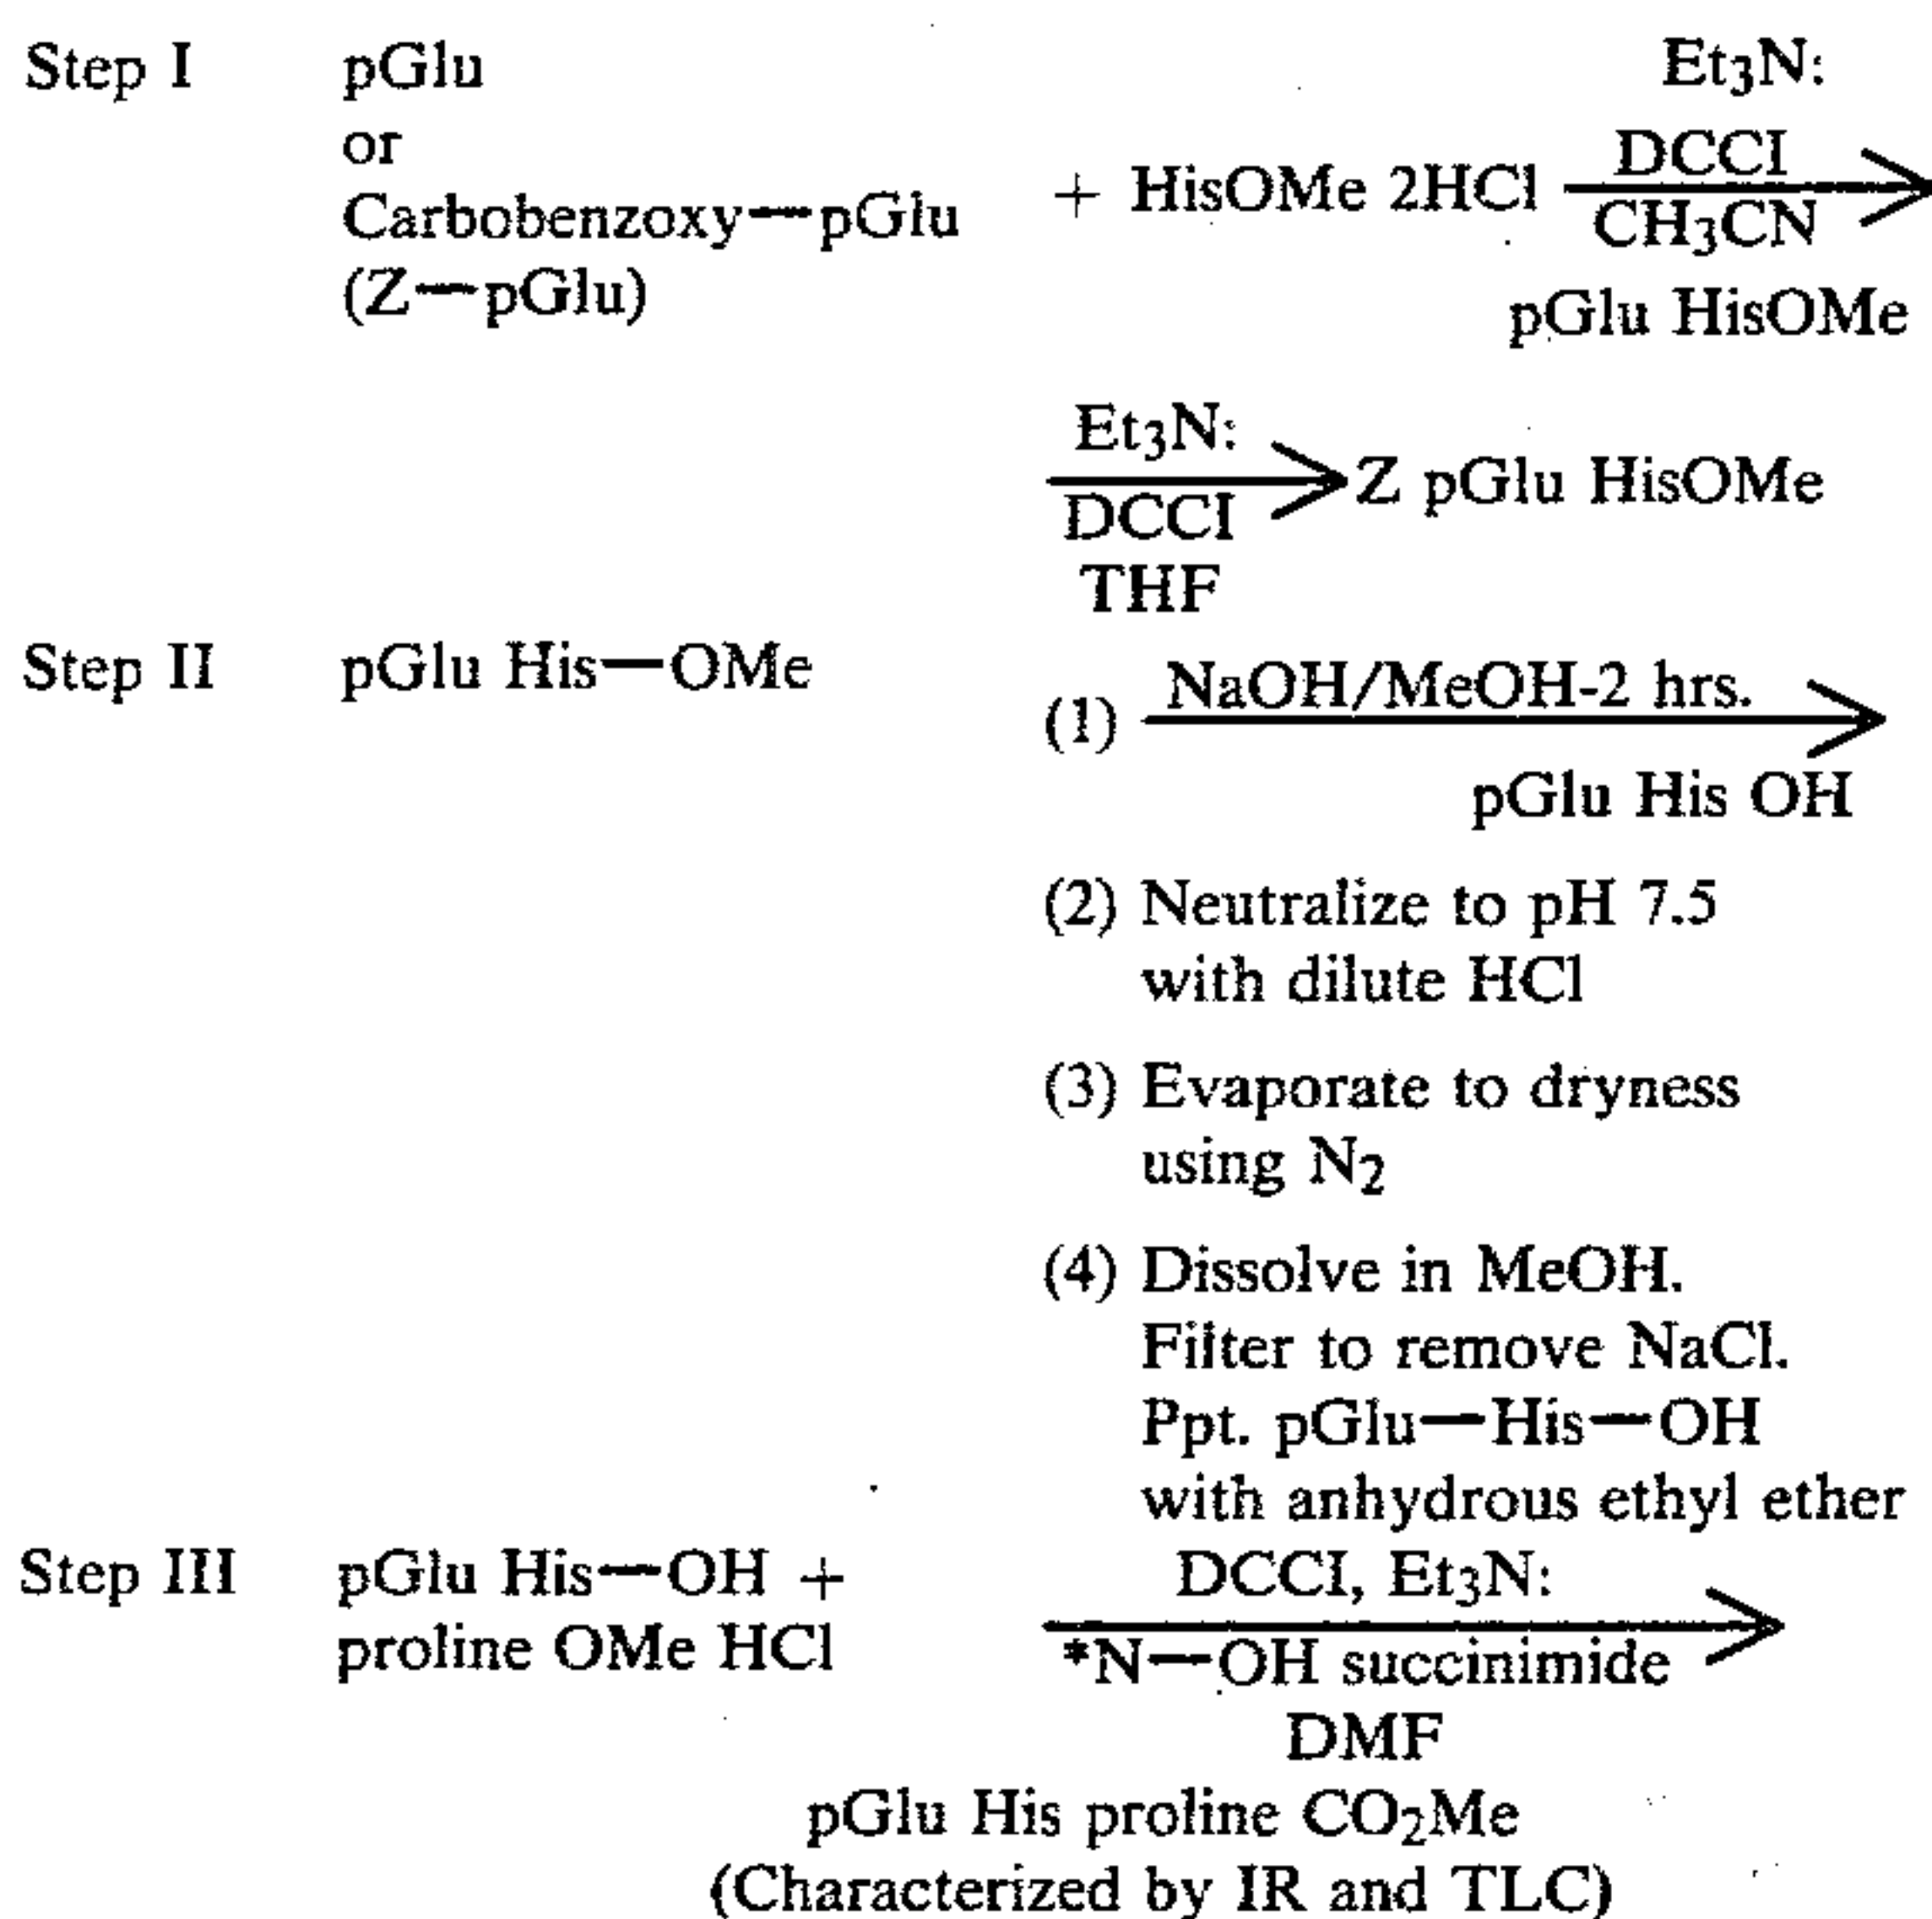 Step I pGlu Et₃N:
or DCCI
Carbobenzoxy—pGlu + HisOMe 2HCl CH₃CN
(Z—pGlu) pGlu HisOMe
Et₃N:
Z pGlu HisOMe
DCCI
THF
Step II pGlu His—OMe
(1) NaOH/MeOH-2 hrs.
pGlu His OH
(2) Neutralize to pH 7.5
with dilute HCl
(3) Evaporate to dryness
using N₂
(4) Dissolve in MeOH.
Filter to remove NaCl.
Ppt. pGlu—His—OH
with anhydrous ethyl ether
Step III pGlu His—OH + DCCI, Et₃N:
proline OMe HCl *N—OH succinimide
DMF
pGlu His proline CO₂Me
(Characterized by IR and TLC)